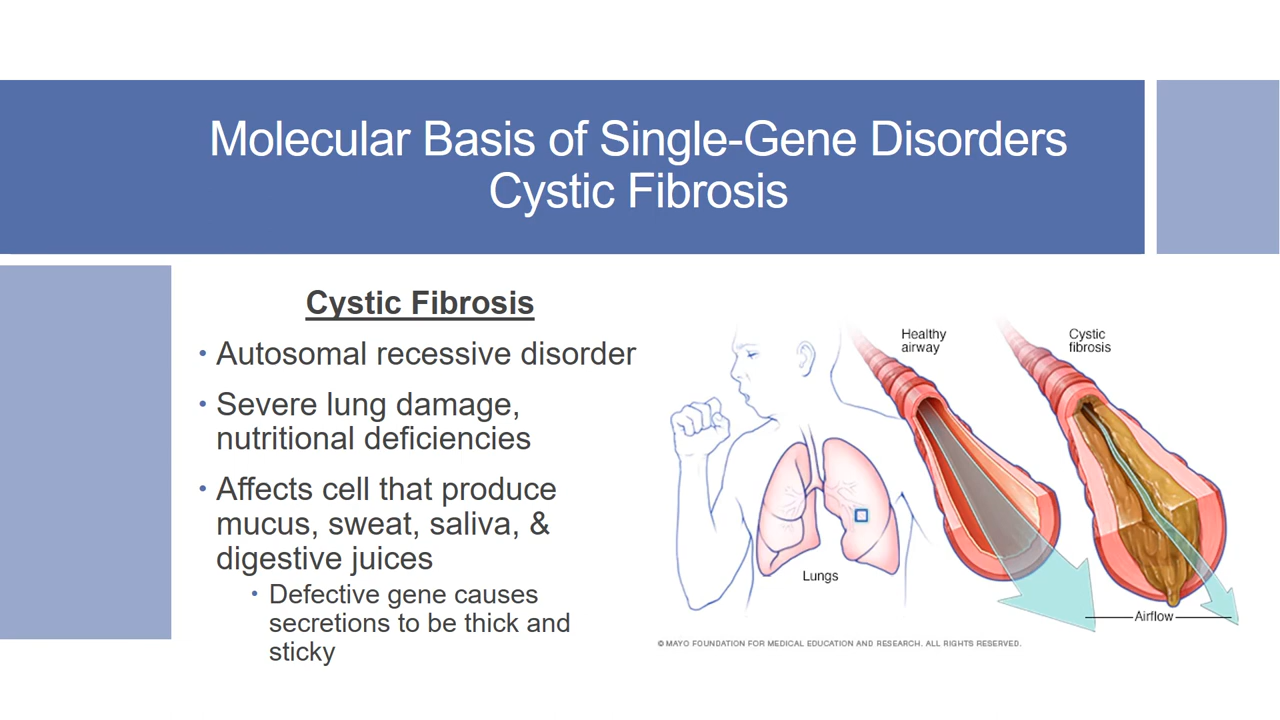 Molecular Basis of Single-Gene Disorders
Cystic Fibrosis
Cystic Fibrosis
• Autosomal recessive disorder
• Severe lung damage,
nutritional deficiencies
• Affects cell that produce
mucus, sweat, saliva, &
digestive juices
• Defective gene causes
secretions to be thick and
sticky
Healthy
airway
Cystic
fibrosis
Lungs
Airflow
© MAYO FOUNDATION FOR MEDICAL EDUCATION AND RESEARCH. ALL RIGHTS RESERVED.